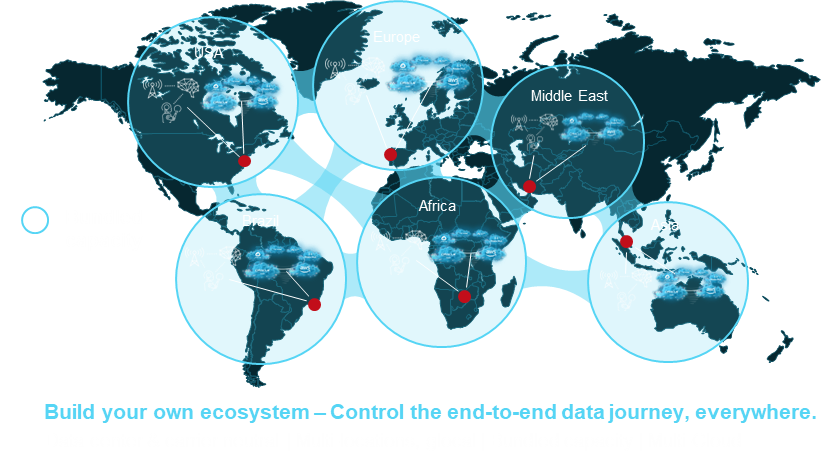 USA
Europe
Middle East
Brazil
Africa
Asia
Build your own ecosystem – Control the end-to-end data journey, everywhere.